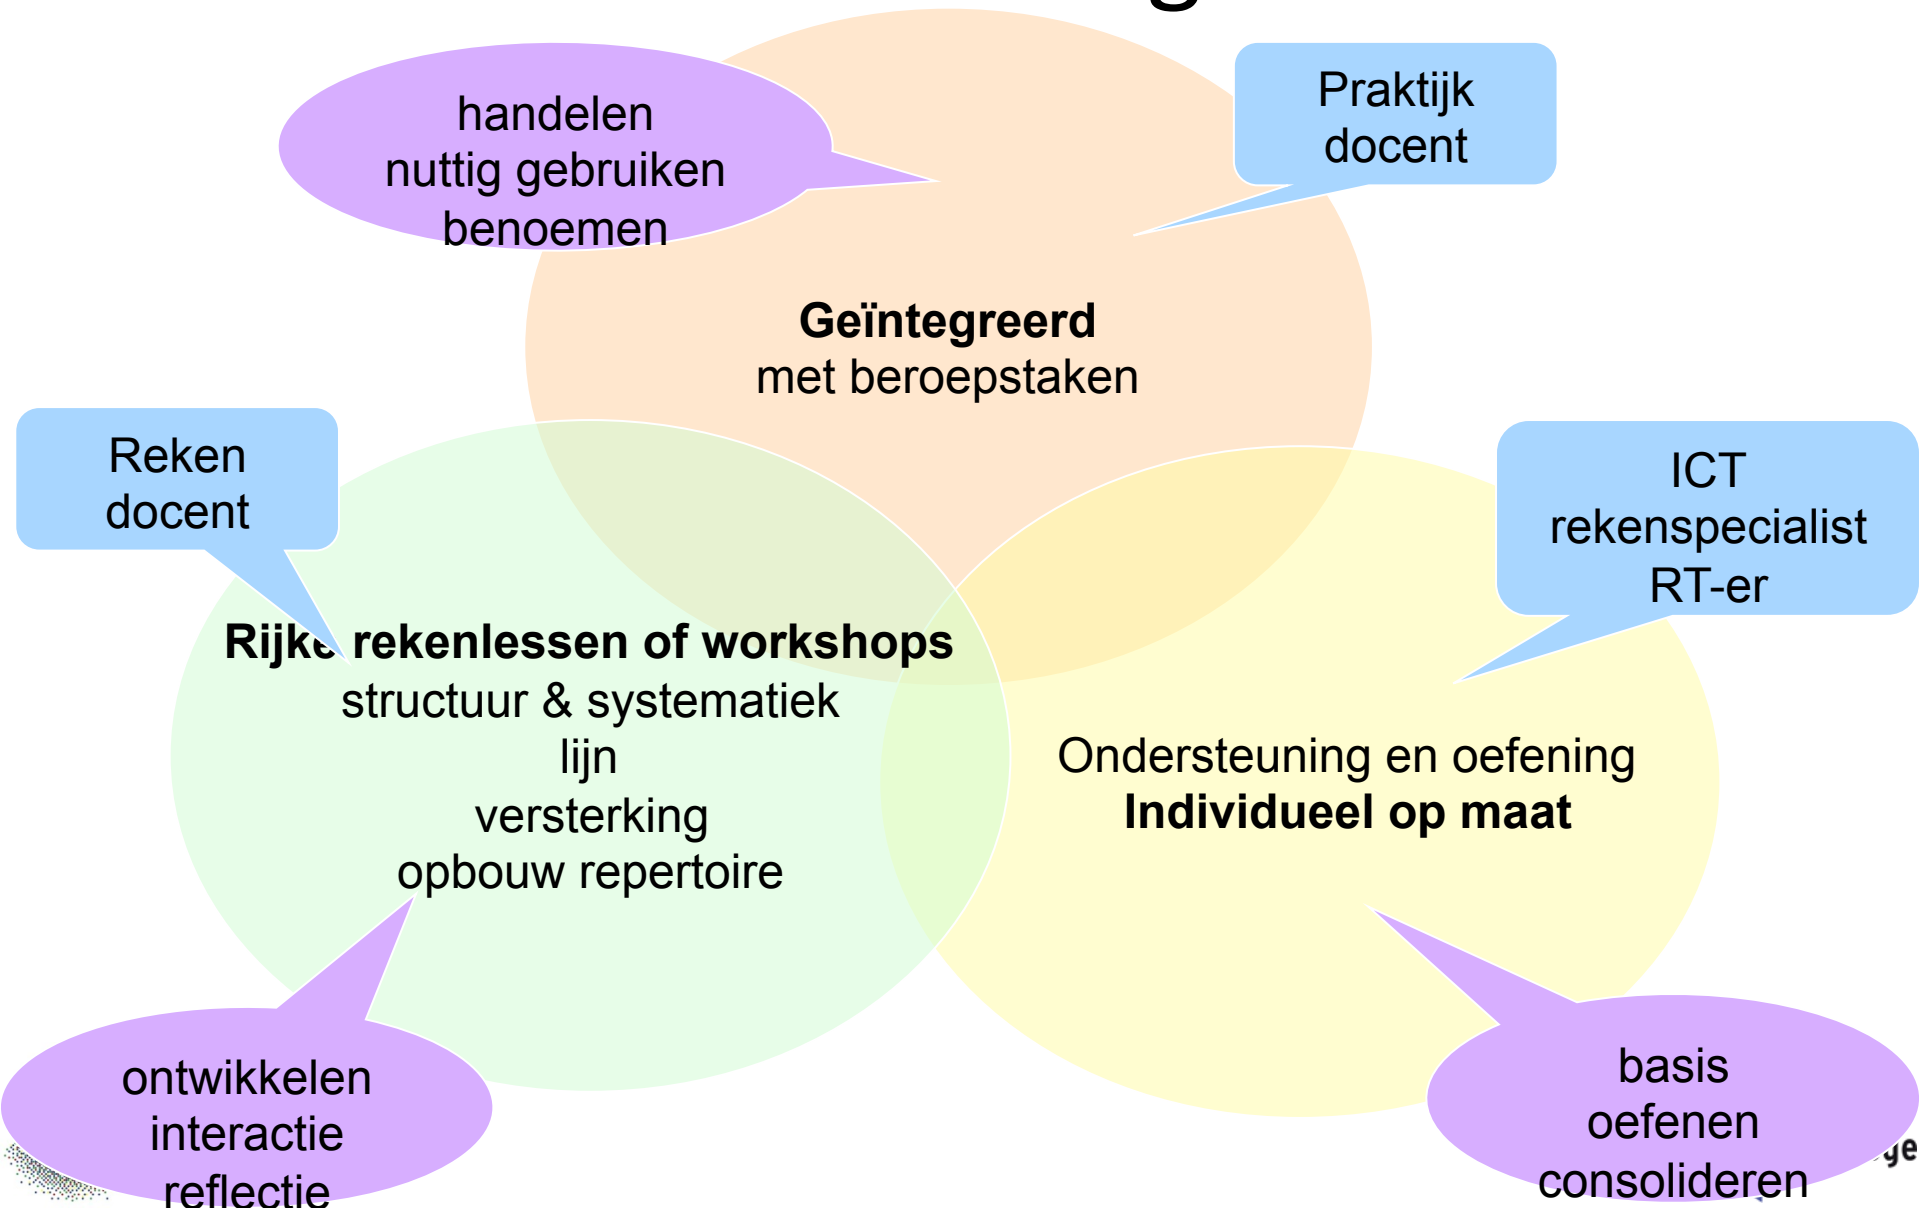 handelen
nuttig gebruiken
benoemen
Praktijk
docent
Geïntegreerd
met beroepstaken
Reken
docent
ICT
rekenspecialist
RT-er
Rijke rekenlessen of workshops
structuur & systematiek
lijn
versterking
opbouw repertoire
Ondersteuning en oefening
Individueel op maat
ontwikkelen
interactie
reflectie
basis
oefenen
consolideren